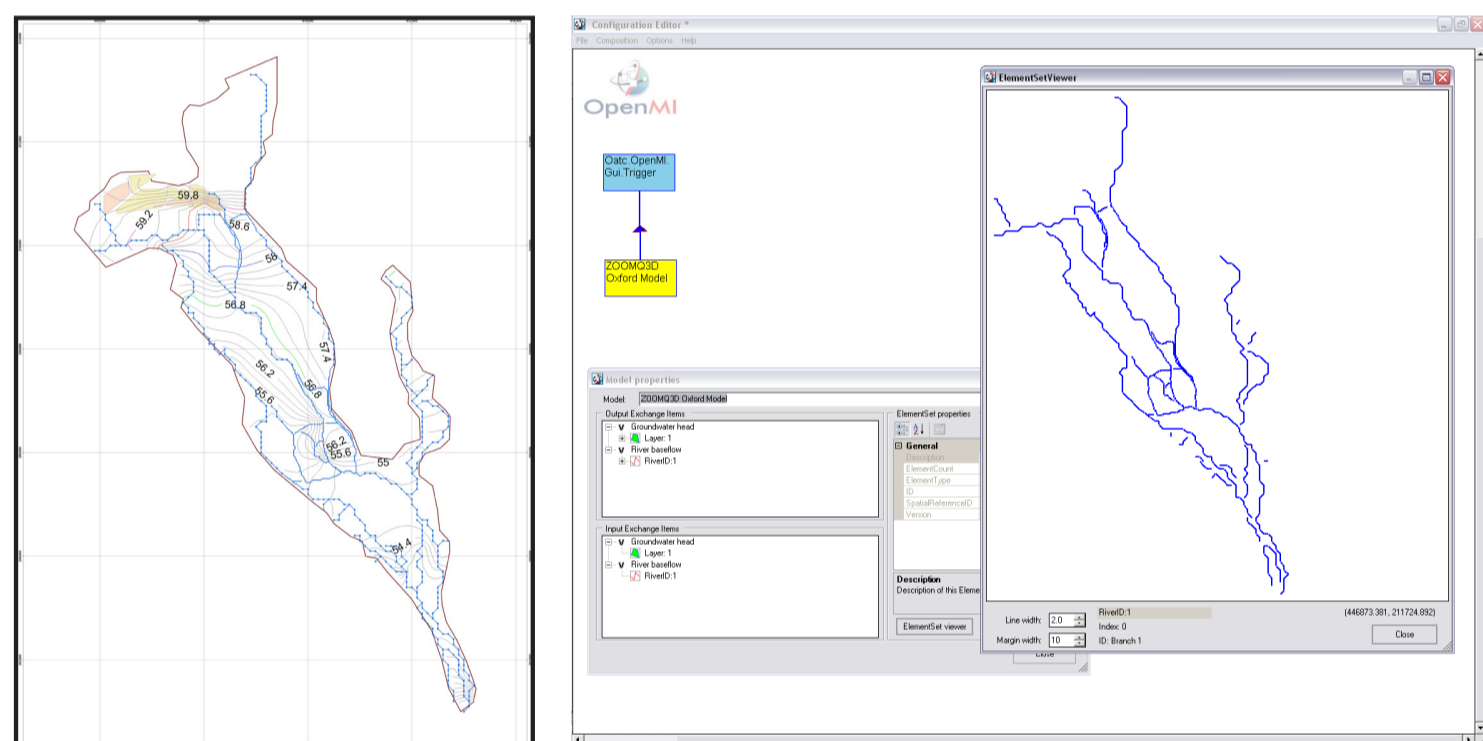 59.8
59.2
58.6
58
57.4
56.8
57.4
56.2
56.8
55.6
56.2
55.6
55
54.4
Configuration Editor *
File Composition Options Help
OpenMI
Oatc.OpenMI.
Gui.Trigger
ZOOMQ3D
Oxford Model
Model properties
Model: ZOOMQ3D Oxford Model
Output Exchange Items
Groundwater head
Layer: 1
River baseflow
RiverID:1
Input Exchange Items
Groundwater head
Layer: 1
River baseflow
RiverID:1
ElementSet properties
General
Description
ElementCount
ElementType
ID
SpatialReferenceID
Version
Description
Description of this Eleme
ElementSet viewer
Close
ElementSetViewer
Line width: 2.0
Margin width: 10
RiverID:1
Index: 0
ID: Branch 1
(446873.381, 211724.892)
Close